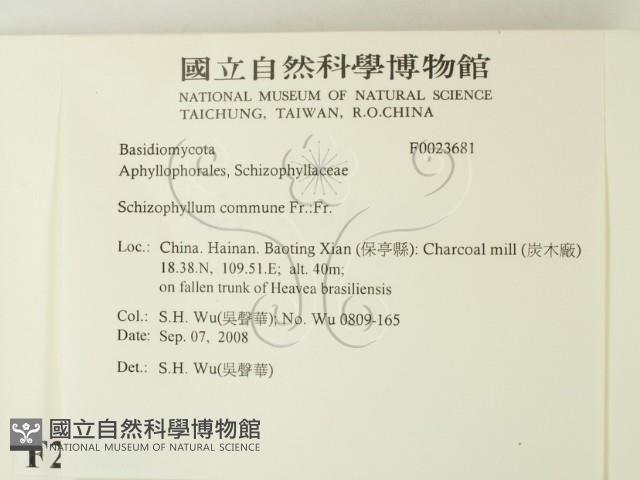 國立自然科學博物館
NATIONAL MUSEUM OF NATURAL SCIENCE
TAICHUNG, TAIWAN, R.O.CHINA
Basidiomycota F0023681
Aphyllophorales, Schizophyllaceae
Schizophyllum commune Fr.:Fr.
Loc.: China. Hainan. Baoting Xian (保亭縣): Charcoal mill (炭木廠)
18.38.N, 109.51.E; alt. 40m;
on fallen trunk of Heavea brasiliensis
Col.: S.H. Wu(吳聲華); No. Wu 0809-165
Date: Sep. 07, 2008
Det.: S.H. Wu(吳聲華)
國立自然科學博物館
NATIONAL MUSEUM OF NATURAL SCIENCE
F2